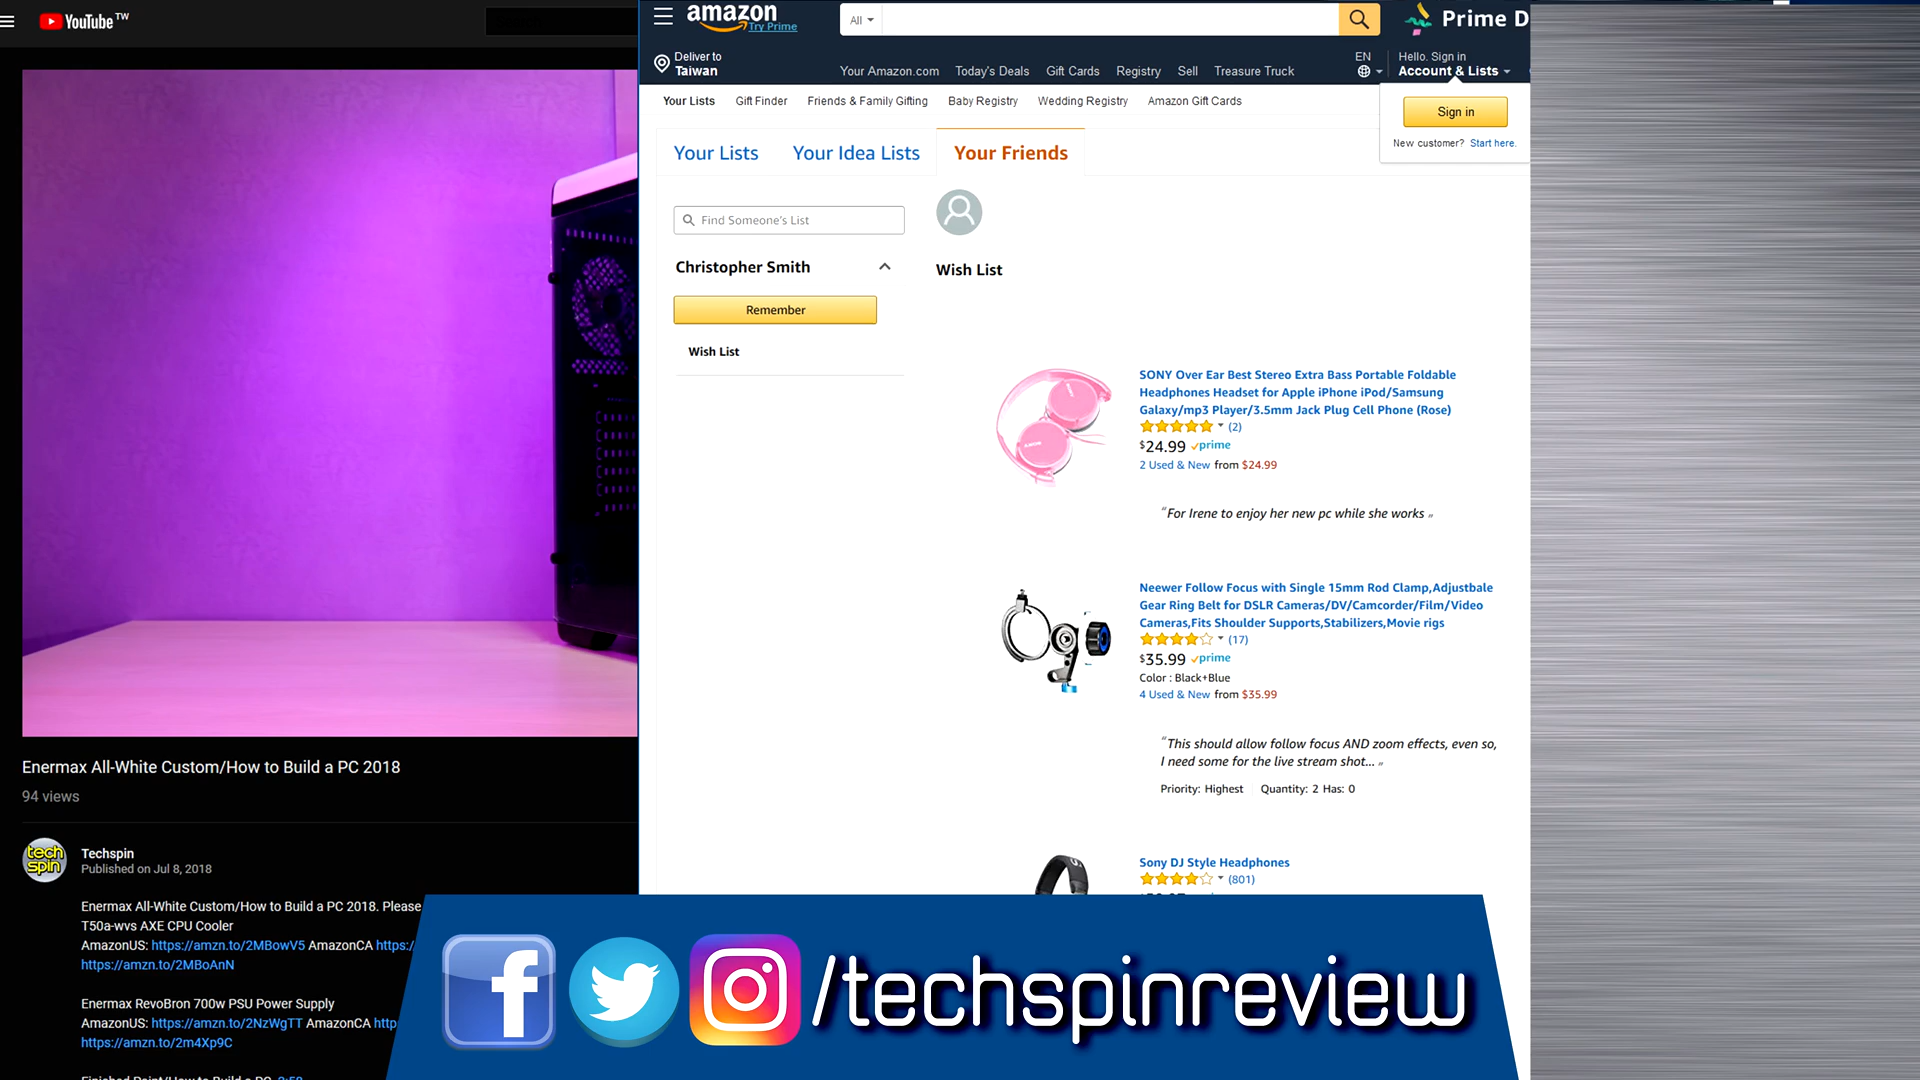 YouTube TW
Enermax All-White Custom/How to Build a PC 2018
94 views
tech spin
Techspin
Published on Jul 8, 2018
Enermax All-White Custom/How to Build a PC 2018. Please
T50a-wvs AXE CPU Cooler
AmazonUS: https://amzn.to/2MBowV5 AmazonCA https:/
https://amzn.to/2MBoAnN
Enermax RevoBron 700w PSU Power Supply
AmazonUS: https://amzn.to/2NzWgTT AmazonCA http
https://amzn.to/2m4Xp9C
amazon
Try Prime
All
Prime D
Deliver to
Taiwan
Your Amazon.com Today's Deals Gift Cards Registry Sell Treasure Truck
EN
Hello. Sign in
Account & Lists
Your Lists Gift Finder Friends & Family Gifting Baby Registry Wedding Registry Amazon Gift Cards
Sign in
New customer? Start here.
Your Lists Your Idea Lists Your Friends
Find Someone's List
Christopher Smith
Remember
Wish List
Wish List
SONY Over Ear Best Stereo Extra Bass Portable Foldable
Headphones Headset for Apple iPhone iPod/Samsung
Galaxy/mp3 Player/3.5mm Jack Plug Cell Phone (Rose)
(2)
$24.99 prime
2 Used & New from $24.99
"For Irene to enjoy her new pc while she works"
Neewer Follow Focus with Single 15mm Rod Clamp,Adjustbale
Gear Ring Belt for DSLR Cameras/DV/Camcorder/Film/Video
Cameras,Fits Shoulder Supports,Stabilizers,Movie rigs
(17)
$35.99 prime
Color : Black+Blue
4 Used & New from $35.99
"This should allow follow focus AND zoom effects, even so,
I need some for the live stream shot..."
Priority: Highest Quantity: 2 Has: 0
Sony DJ Style Headphones
(801)
/techspinreview